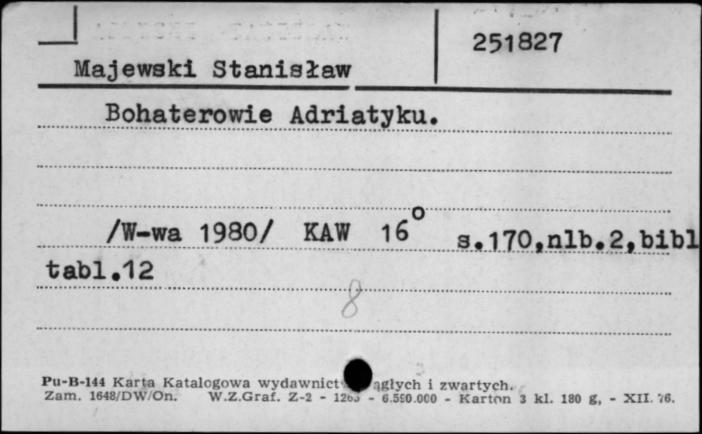 251827
Majewski Stanisław
Bohaterowie Adriatyku.
/W-wa 1980/ KAW 16° s.170,nlb.2,bibl
tabl.12
8
Pu-B-144 Karta Katalogowa wydawnict ągłych i zwartych.
Zam. 1648/DW/On. W.Z.Graf. Z-2 - - 6.550.000 - Karton 3 kl. 180 g, - XII. 76.